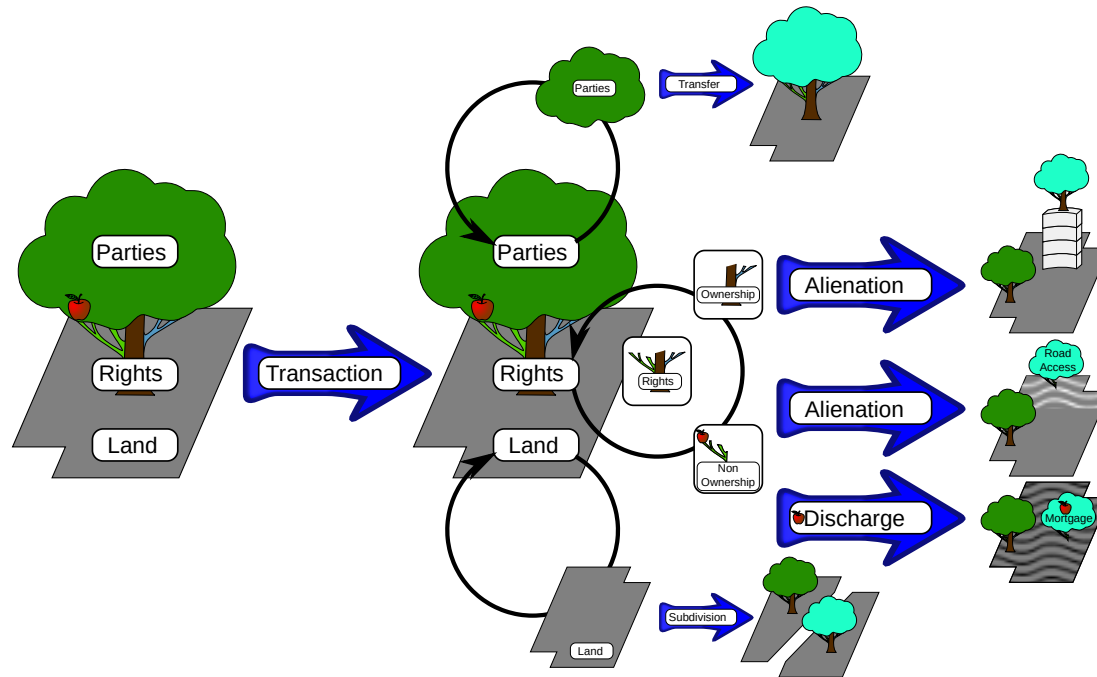 Parties
Rights
Land
Transaction
Parties
Parties
Rights
Land
Ownership
Rights
Non
Ownership
Land
Transfer
Alienation
Alienation
Discharge
Subdivision
Road
Access
Mortgage